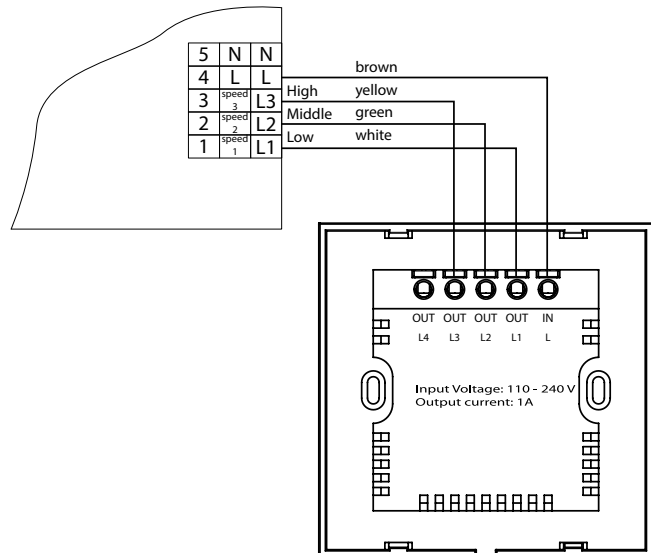 5 N N
brown
4 L L
High yellow
3 speed 3 L3
Middle green
2 speed 2 L2
Low white
1 speed 1 L1
OUT OUT OUT OUT IN
L4 L3 L2 L1 L
Input Voltage: 110 - 240 V
Output current: 1A